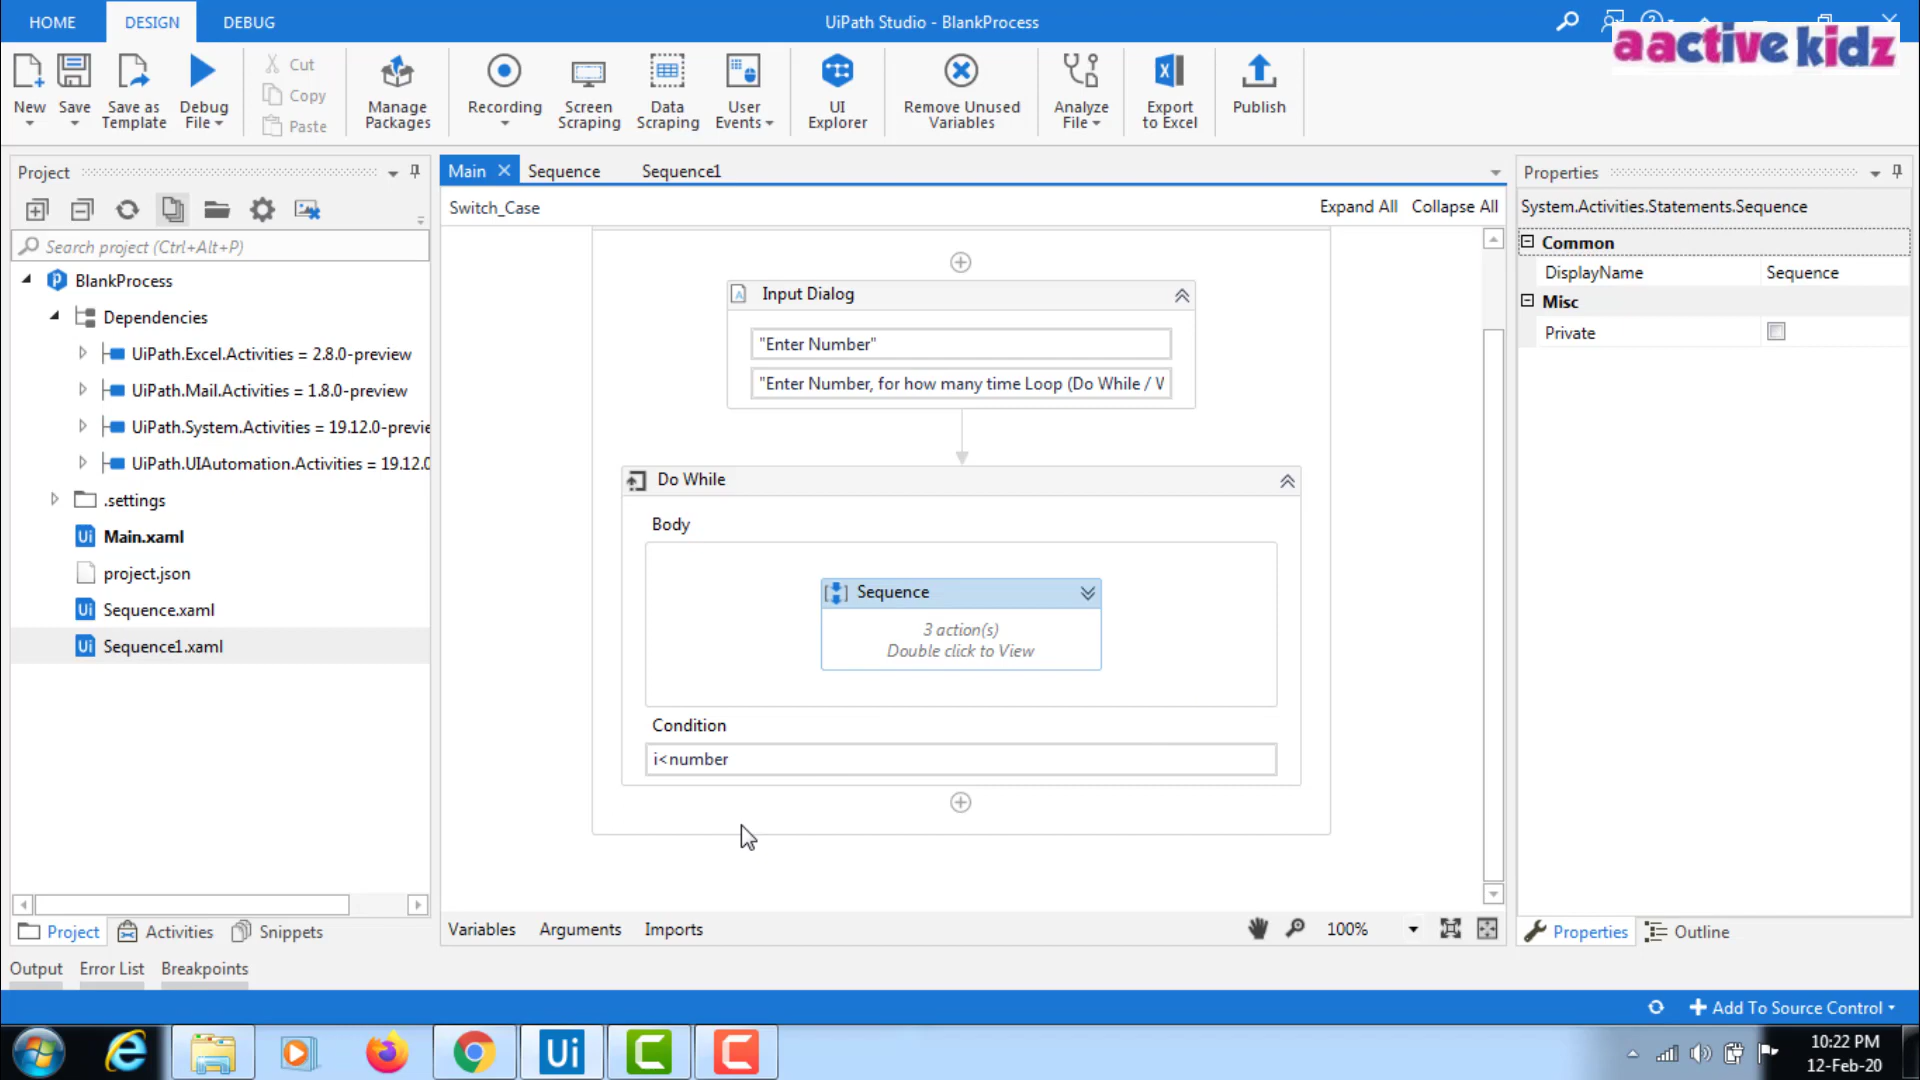 HOME
DESIGN
DEBUG
UiPath Studio - BlankProcess
aactive kidz
New
Save
Save as Template
Debug File
Cut
Copy
Paste
Manage Packages
Recording
Screen Scraping
Data Scraping
User Events
UI Explorer
Remove Unused Variables
Analyze File
Export to Excel
Publish
Project
Search project (Ctrl+Alt+P)
BlankProcess
Dependencies
UiPath.Excel.Activities = 2.8.0-preview
UiPath.Mail.Activities = 1.8.0-preview
UiPath.System.Activities = 19.12.0-previe
UiPath.UIAutomation.Activities = 19.12.0
.settings
Main.xaml
project.json
Sequence.xaml
Sequence1.xaml
Project
Activities
Snippets
Main
Sequence
Sequence1
Switch_Case
Expand All
Collapse All
Input Dialog
"Enter Number"
"Enter Number, for how many time Loop (Do While / V
Do While
Body
Sequence
3 action(s)
Double click to View
Condition
i<number
Variables
Arguments
Imports
100%
Properties
System.Activities.Statements.Sequence
Common
DisplayName
Sequence
Misc
Private
Properties
Outline
Output
Error List
Breakpoints
Add To Source Control
Ui
10:22 PM
12-Feb-20